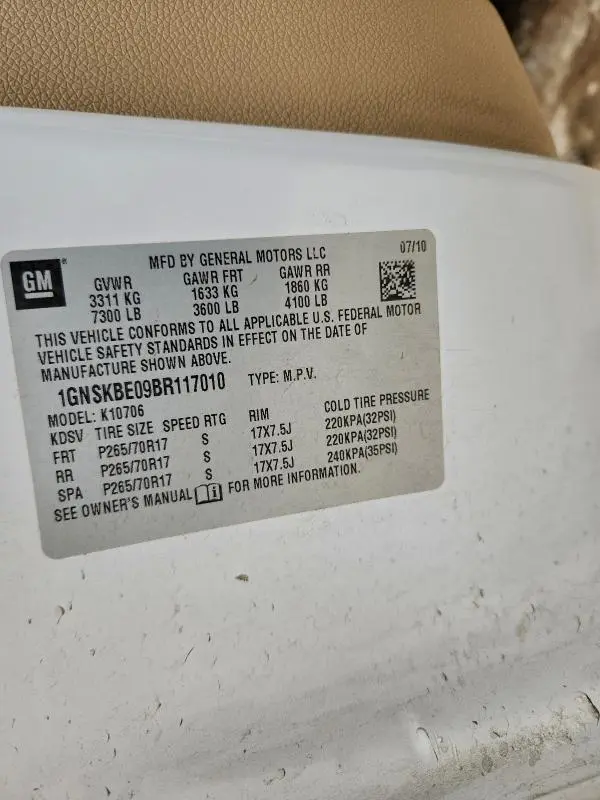 GM
MFD BY GENERAL MOTORS LLC 07/10
GVWR GAWR FRT GAWR RR
3311 KG 1633 KG 1860 KG
7300 LB 3600 LB 4100 LB
THIS VEHICLE CONFORMS TO ALL APPLICABLE U.S. FEDERAL MOTOR
VEHICLE SAFETY STANDARDS IN EFFECT ON THE DATE OF
MANUFACTURE SHOWN ABOVE.
1GNSKBE09BR117010 TYPE: M.P.V.
MODEL: K10706
KDSV TIRE SIZE SPEED RTG RIM COLD TIRE PRESSURE
FRT P265/70R17 S 17X7.5J 220KPA(32PSI)
RR P265/70R17 S 17X7.5J 220KPA(32PSI)
SPA P265/70R17 S 17X7.5J 240KPA(35PSI)
SEE OWNER'S MANUAL FOR MORE INFORMATION.